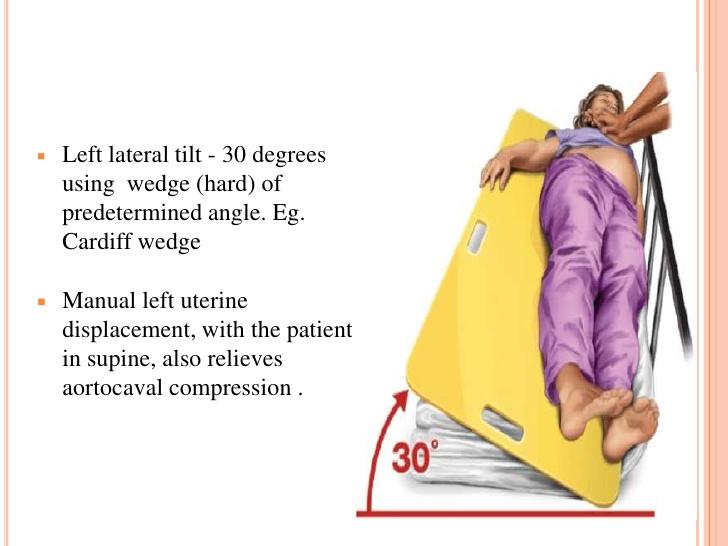 Left lateral tilt - 30 degrees
using  wedge (hard) of
predetermined angle. Eg.
Cardiff wedge
Manual left uterine
displacement, with the patient
in supine, also relieves
aortocaval compression .
30°